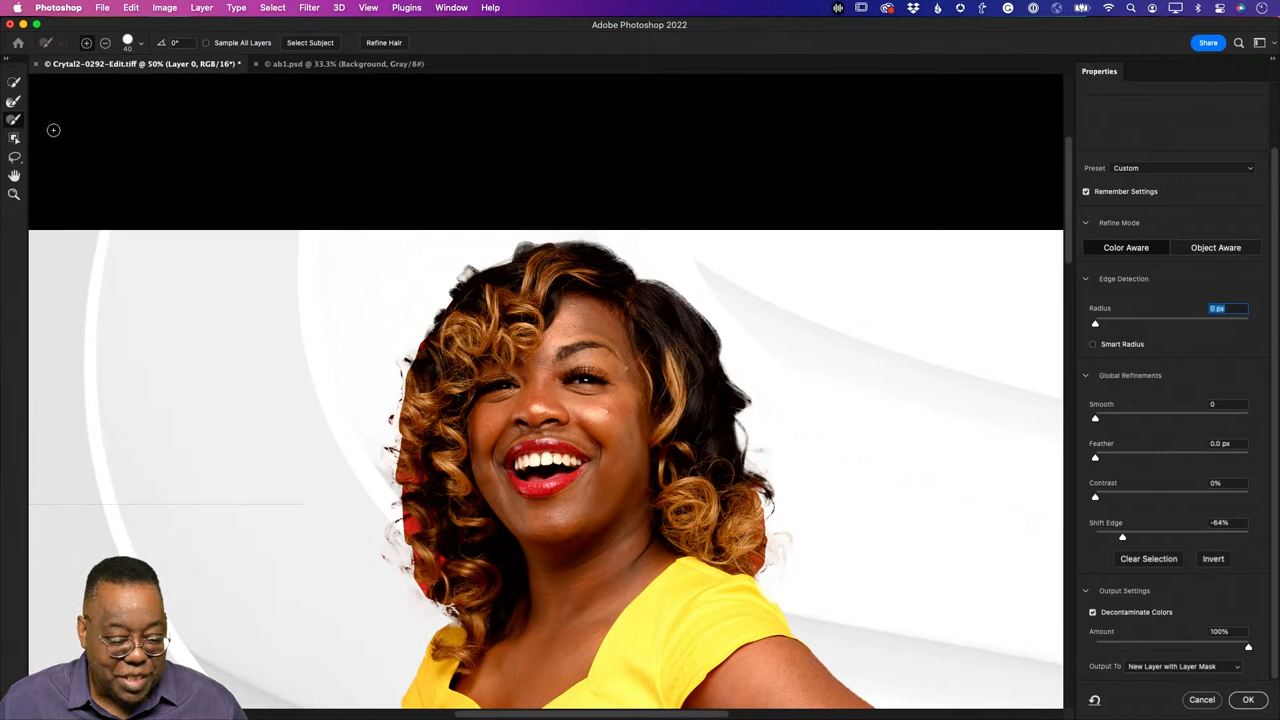 Photoshop File Edit Image Layer Type Select Filter 3D View Plugins Window Help
Adobe Photoshop 2022
40 0° Sample All Layers Select Subject Refine Hair Share
× © Crytal2-0292-Edit.tiff @ 50% (Layer 0, RGB/16*) * × © ab1.psd @ 33.3% (Background, Gray/8#)
Properties
Preset Custom
Remember Settings
Refine Mode
Color Aware Object Aware
Edge Detection
Radius 0 px
Smart Radius
Global Refinements
Smooth 0
Feather 0.0 px
Contrast 0%
Shift Edge -64%
Clear Selection Invert
Output Settings
Decontaminate Colors
Amount 100%
Output To New Layer with Layer Mask
Cancel OK